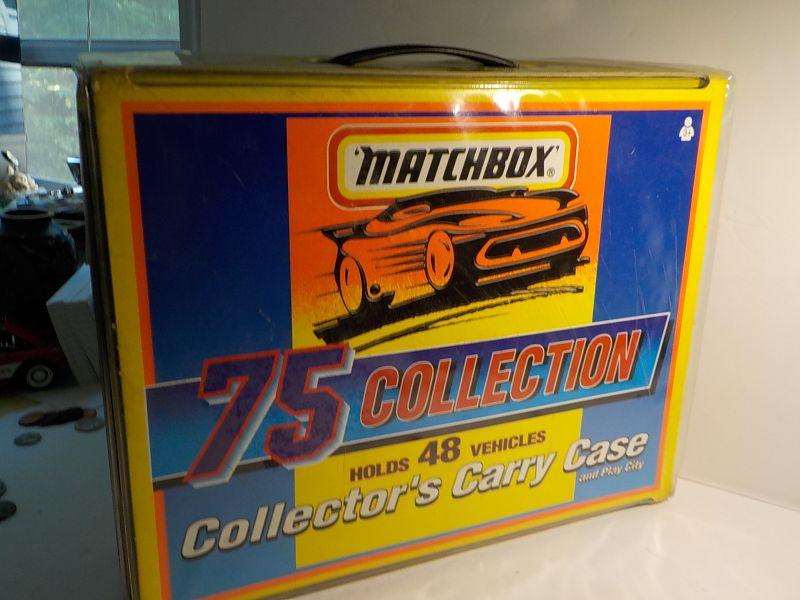 'MATCHBOX'®
75 COLLECTION
HOLDS 48 VEHICLES
Collector's Carry Case
and Play City